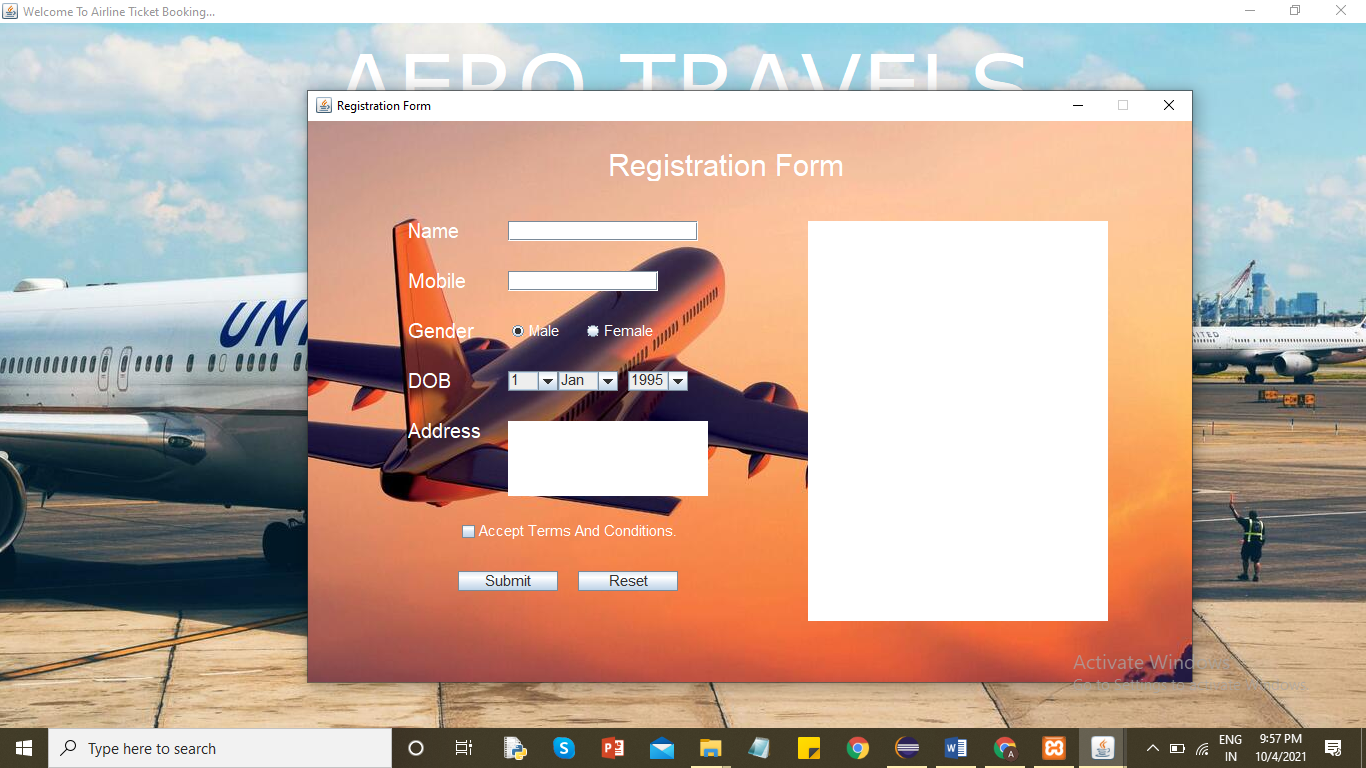 Welcome To Airline Ticket Booking...
AERO TRAVELS
Registration Form
Registration Form
Name
Mobile
Gender
Male
Female
DOB
1
Jan
1995
Address
Accept Terms And Conditions.
Submit
Reset
UNI
UNITED
Activate Windows
Go to Settings to
Type here to search
S
P
W
A
ENG
IN
9:57 PM
10/4/2021